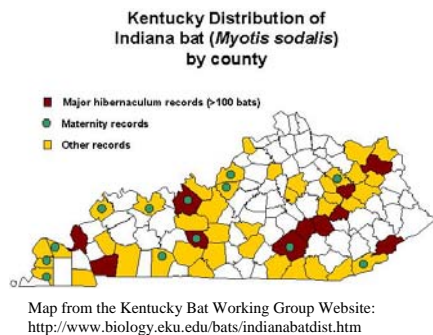 Kentucky Distribution of
Indiana bat (Myotis sodalis)
by county
Major hibernaculum records (>100 bats)
Maternity records
Other records
Map from the Kentucky Bat Working Group Website:
http://www.biology.eku.edu/bats/indianabatdist.htm